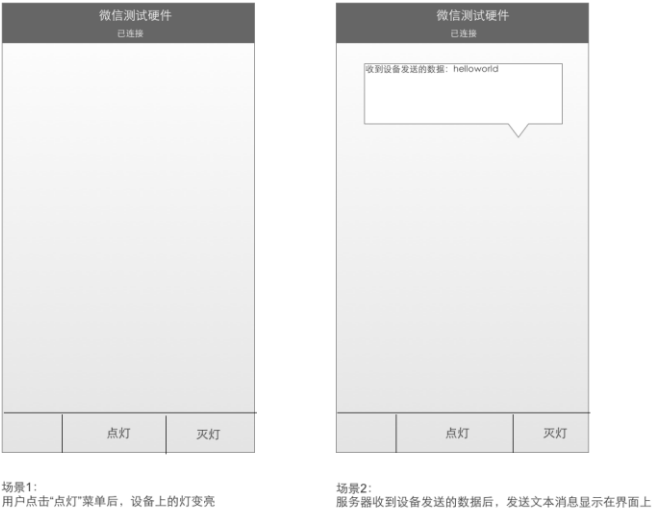 微信测试硬件
已连接
点灯
灭灯
场景1：
用户点击“点灯”菜单后，设备上的灯变亮
微信测试硬件
已连接
收到设备发送的数据：helloworld
点灯
灭灯
场景2：
服务器收到设备发送的数据后，发送文本消息显示在界面上